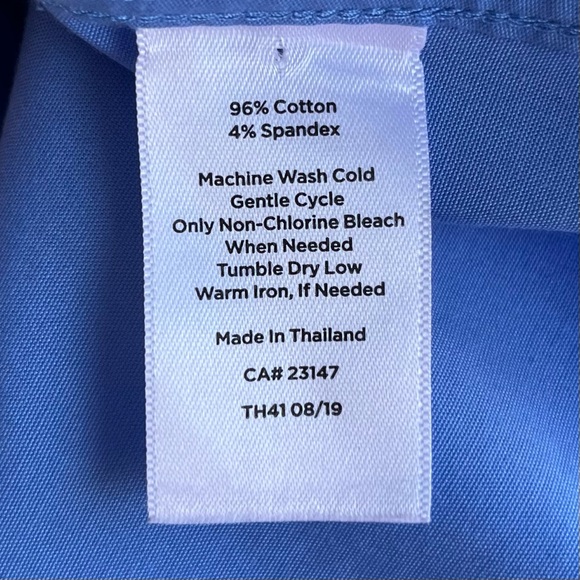 96% Cotton
4% Spandex
Machine Wash Cold
Gentle Cycle
Only Non-Chlorine Bleach
When Needed
Tumble Dry Low
Warm Iron, If Needed
Made In Thailand
CA# 23147
TH41 08/19